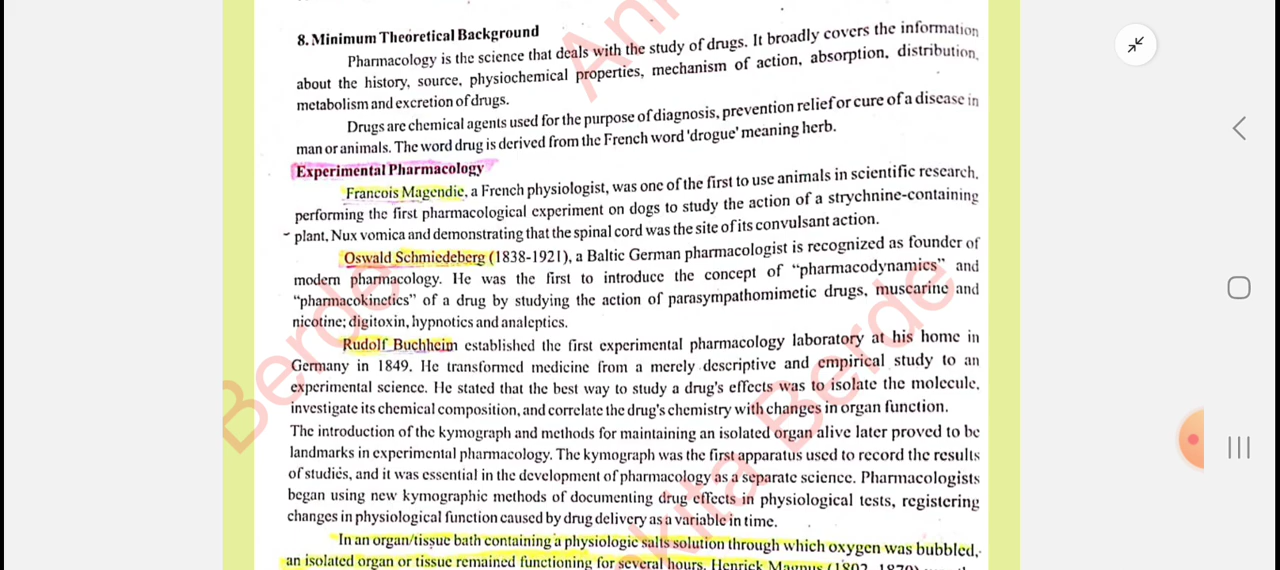 8. Minimum Theoretical Background
Pharmacology is the science that deals with the study of drugs. It broadly covers the information
about the history, source, physiochemical properties, mechanism of action, absorption, distribution,
metabolism and excretion of drugs.
Drugs are chemical agents used for the purpose of diagnosis, prevention relief or cure of a disease in
man or animals. The word drug is derived from the French word 'drogue' meaning herb.
Experimental Pharmacology
Francois Magendie, a French physiologist, was one of the first to use animals in scientific research,
performing the first pharmacological experiment on dogs to study the action of a strychnine-containing
plant, Nux vomica and demonstrating that the spinal cord was the site of its convulsant action.
Oswald Schmiedeberg (1838-1921), a Baltic German pharmacologist is recognized as founder of
modern pharmacology. He was the first to introduce the concept of “pharmacodynamics” and
“pharmacokinetics” of a drug by studying the action of parasympathomimetic drugs, muscarine and
nicotine; digitoxin, hypnotics and analeptics.
Rudolf Buchheim established the first experimental pharmacology laboratory at his home in
Germany in 1849. He transformed medicine from a merely descriptive and empirical study to an
experimental science. He stated that the best way to study a drug's effects was to isolate the molecule,
investigate its chemical composition, and correlate the drug's chemistry with changes in organ function.
The introduction of the kymograph and methods for maintaining an isolated organ alive later proved to be
landmarks in experimental pharmacology. The kymograph was the first apparatus used to record the results
of studies, and it was essential in the development of pharmacology as a separate science. Pharmacologists
began using new kymographic methods of documenting drug effects in physiological tests, registering
changes in physiological function caused by drug delivery as a variable in time.
In an organ/tissue bath containing a physiologic salts solution through which oxygen was bubbled,
an isolated organ or tissue remained functioning for several hours. Henrick Magnus
Berde
Berde